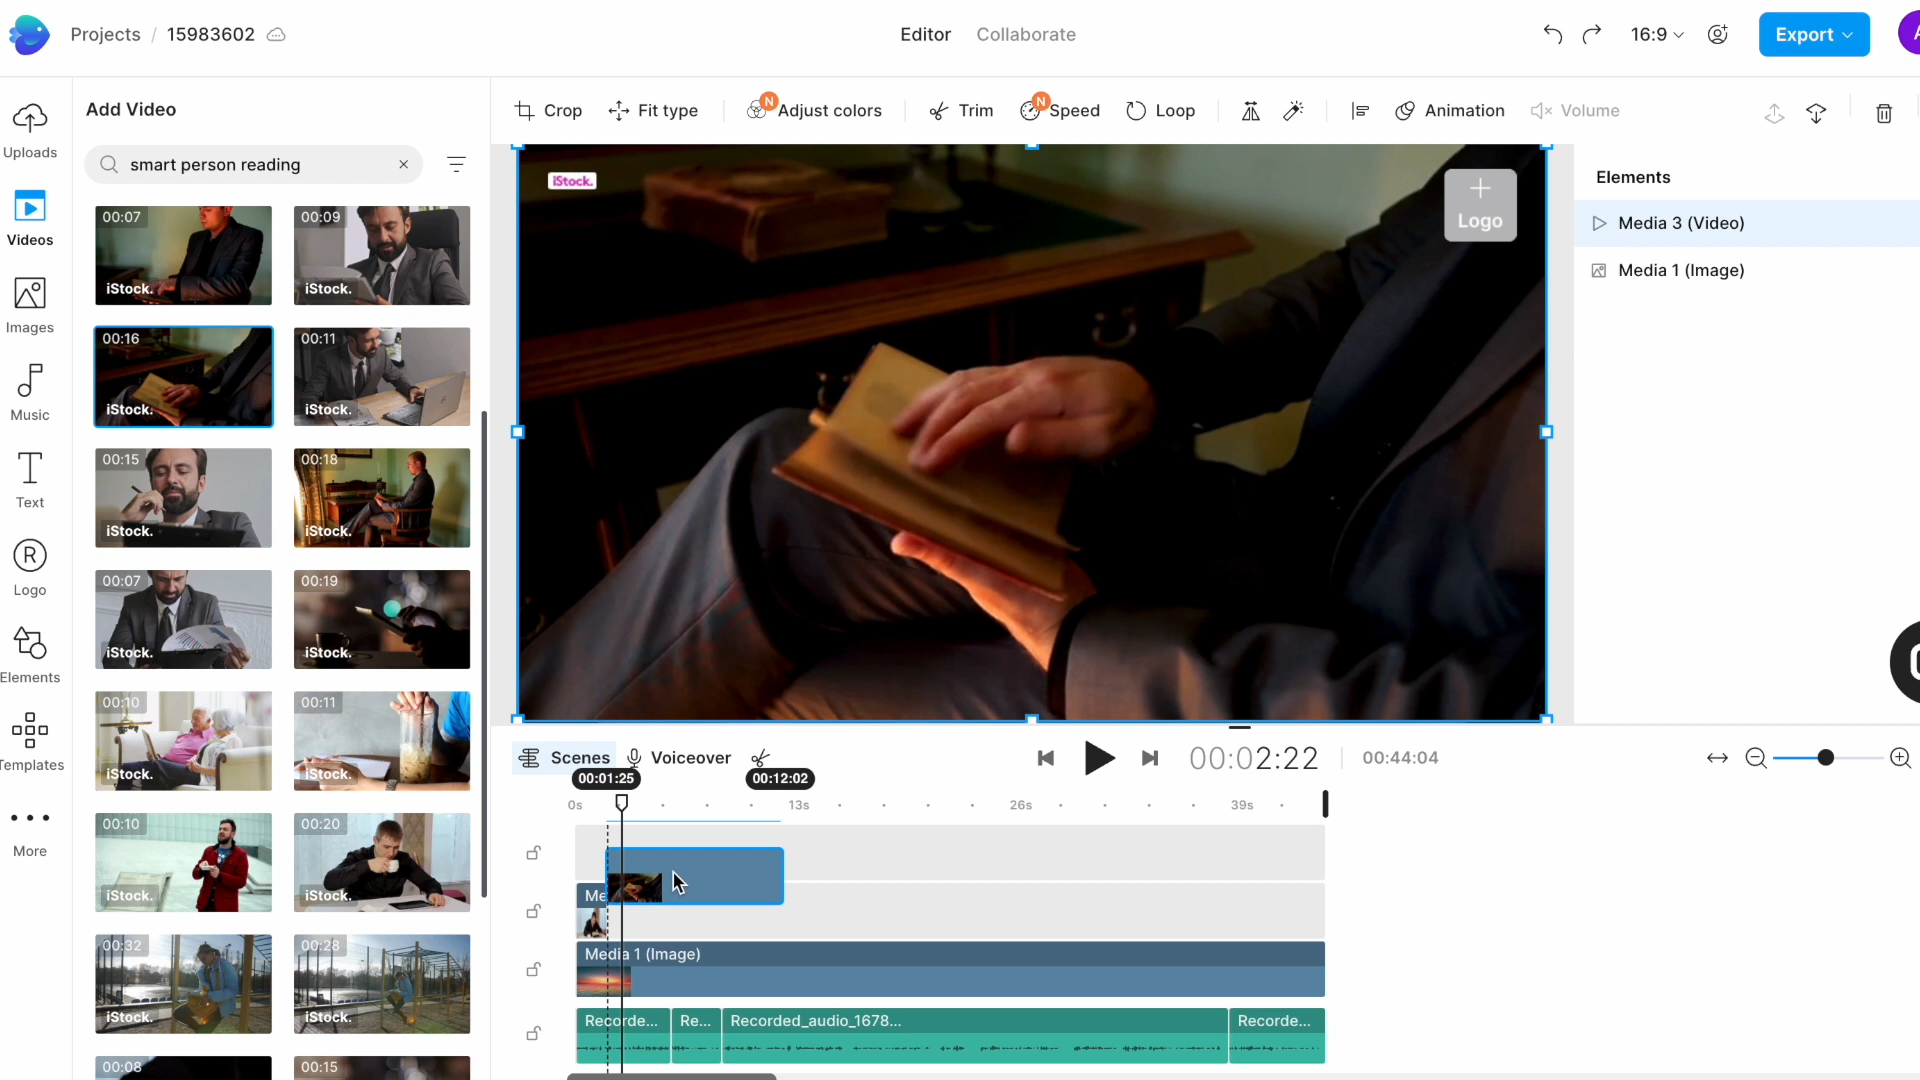 Projects / 15983602
Editor
Collaborate
16:9
Export
Uploads
Videos
Images
Music
Text
Logo
Elements
Templates
More
Add Video
smart person reading
00:07
iStock.
00:09
iStock.
00:16
iStock.
00:11
iStock.
00:15
iStock.
00:18
iStock.
00:07
iStock.
00:19
iStock.
00:10
iStock.
00:11
iStock.
00:10
iStock.
00:20
iStock.
00:32
iStock.
00:28
iStock.
00:08
00:15
Crop
Fit type
N
Adjust colors
Trim
N
Speed
Loop
Animation
Volume
iStock.
Logo
Elements
Media 3 (Video)
Media 1 (Image)
Scenes
Voiceover
00:02:22
00:44:04
00:01:25
00:12:02
0s
13s
26s
39s
Me
Media 1 (Image)
Recorde...
Re...
Recorded_audio_1678...
Recorde...